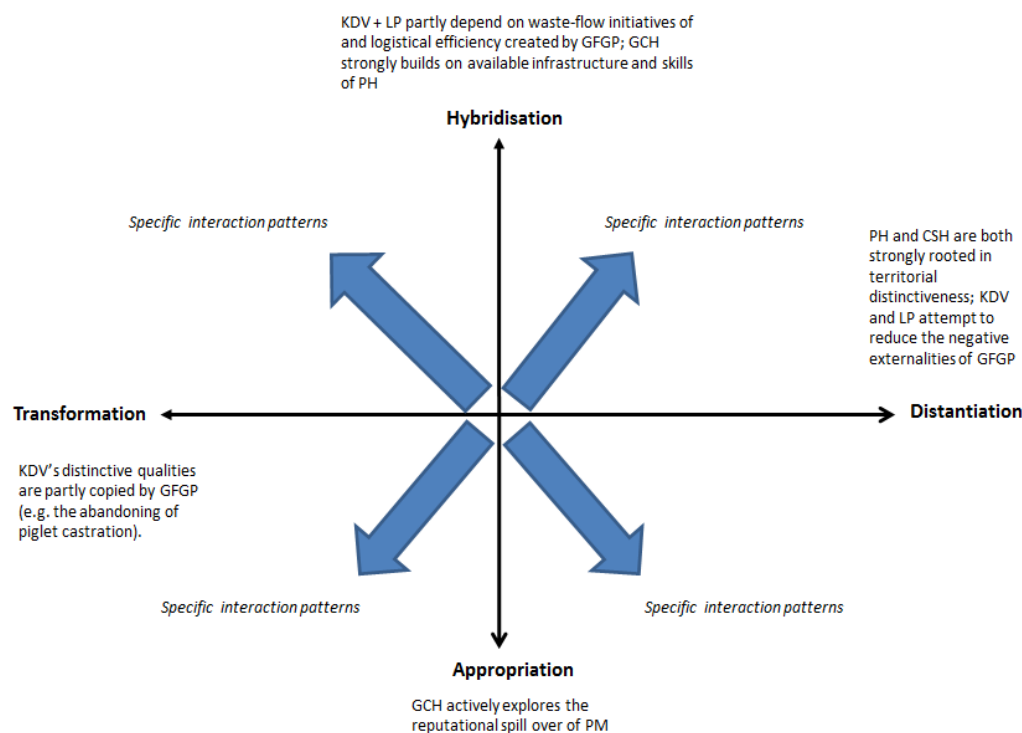 KDV + LP partly depend on waste-flow initiatives of
and logistical efficiency created by GFGP; GCH
strongly builds on available infrastructure and skills
of PH
Hybridisation
Specific interaction patterns
Specific interaction patterns
PH and CSH are both
strongly rooted in
territorial
distinctiveness; KDV
and LP attempt to
reduce the negative
externalities of GFGP
Transformation
Distantiation
KDV's distinctive qualities
are partly copied by GFGP
(e.g. the abandoning of
piglet castration).
Specific interaction patterns
Specific interaction patterns
Appropriation
GCH actively explores the
reputational spill over of PM